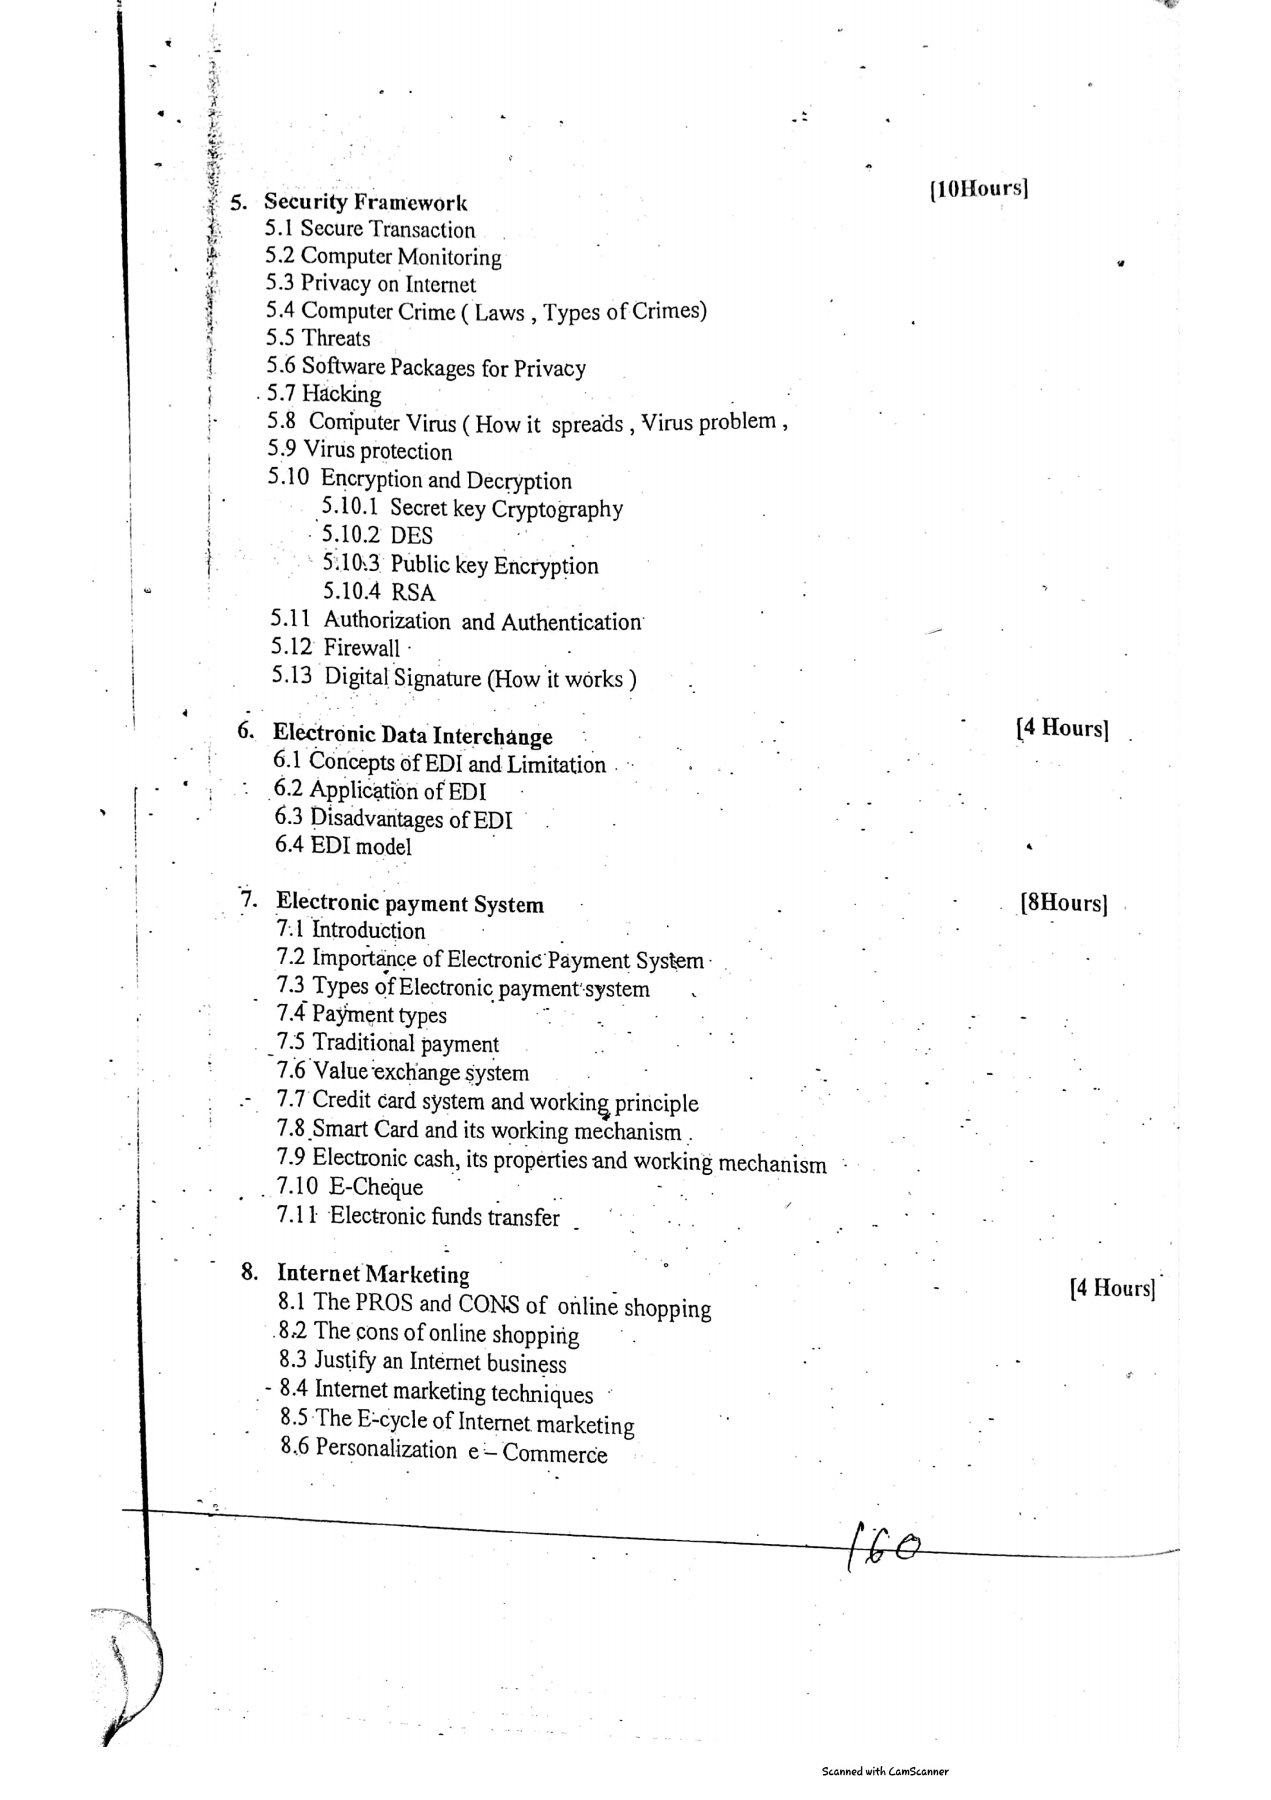 5. Security Framework [10Hours]
5.1 Secure Transaction
5.2 Computer Monitoring
5.3 Privacy on Internet
5.4 Computer Crime ( Laws , Types of Crimes)
5.5 Threats
5.6 Software Packages for Privacy
5.7 Hacking
5.8 Computer Virus ( How it spreads , Virus problem ,
5.9 Virus protection
5.10 Encryption and Decryption
5.10.1 Secret key Cryptography
5.10.2 DES
5.10.3 Public key Encryption
5.10.4 RSA
5.11 Authorization and Authentication
5.12 Firewall
5.13 Digital Signature (How it works )
6. Electronic Data Interchange [4 Hours]
6.1 Concepts of EDI and Limitation
6.2 Application of EDI
6.3 Disadvantages of EDI
6.4 EDI model
7. Electronic payment System [8Hours]
7.1 Introduction
7.2 Importance of Electronic Payment System
7.3 Types of Electronic payment system
7.4 Payment types
7.5 Traditional payment
7.6 Value exchange system
7.7 Credit card system and working principle
7.8 Smart Card and its working mechanism .
7.9 Electronic cash, its properties and working mechanism
7.10 E-Cheque
7.11 Electronic funds transfer
8. Internet Marketing [4 Hours]
8.1 The PROS and CONS of online shopping
8.2 The cons of online shopping
8.3 Justify an Internet business
8.4 Internet marketing techniques
8.5 The E-cycle of Internet marketing
8.6 Personalization e – Commerce
160
Scanned with CamScanner